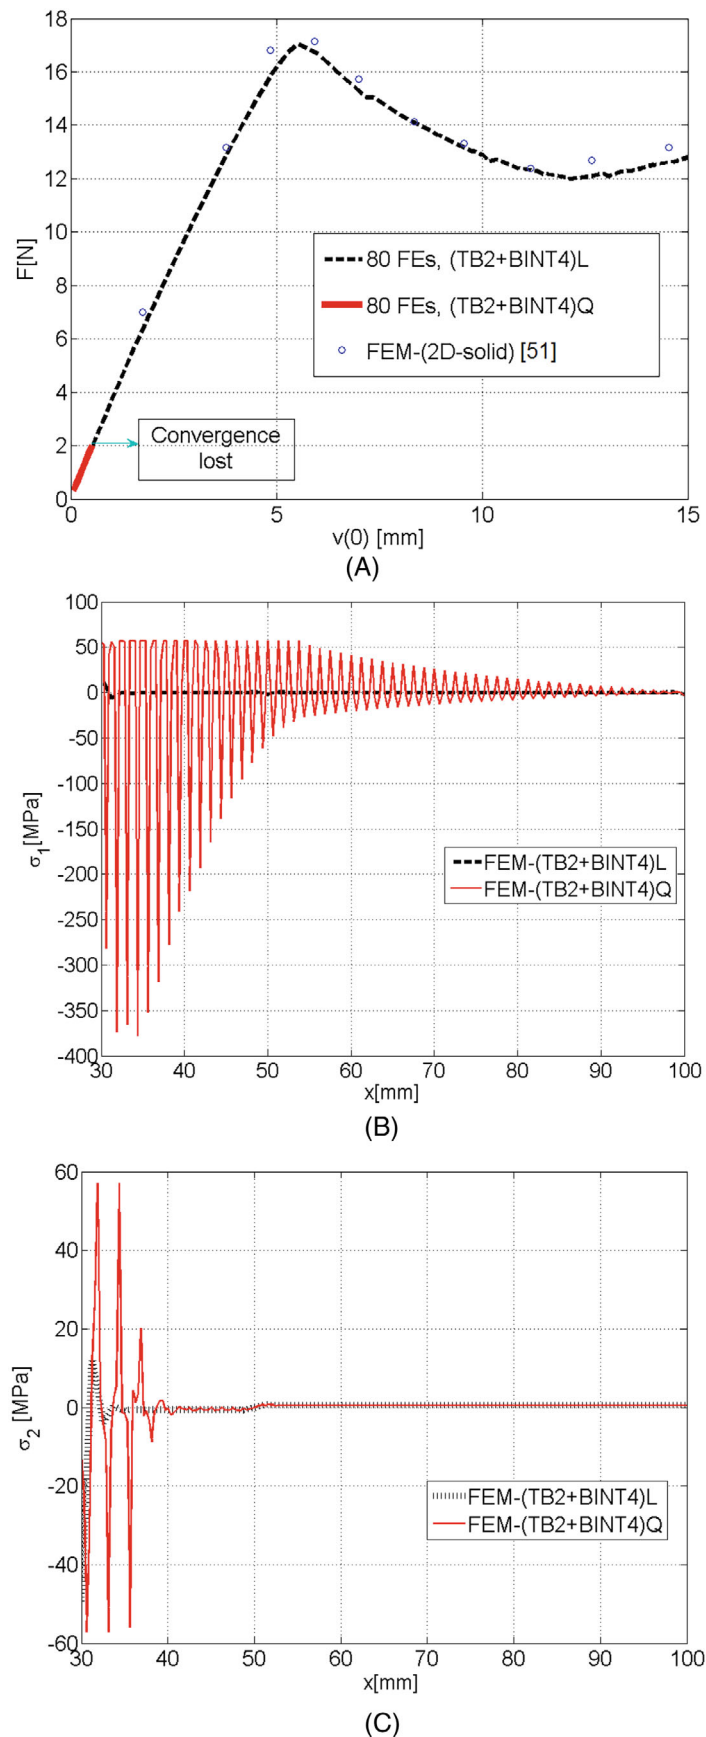 18
16
14
12
10
8
6
4
2
0
F[N]
80 FEs, (TB2+BINT4)L
80 FEs, (TB2+BINT4)Q
FEM-(2D-solid) [51]
Convergence
lost
0
5
10
15
v(0) [mm]
(A)
100
50
0
-50
-100
-150
-200
-250
-300
-350
-400
σ1[MPa]
FEM-(TB2+BINT4)L
FEM-(TB2+BINT4)Q
30
40
50
60
70
80
90
100
x[mm]
(B)
60
40
20
0
-20
-40
-60
σ2 [MPa]
FEM-(TB2+BINT4)L
FEM-(TB2+BINT4)Q
30
40
50
60
70
80
90
100
x[mm]
(C)